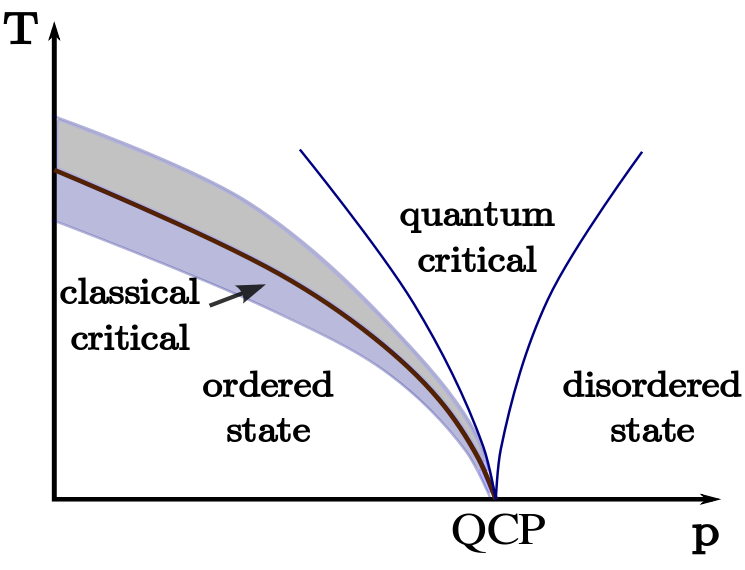 T
quantum
critical
classical
critical
ordered
state
disordered
state
QCP
p